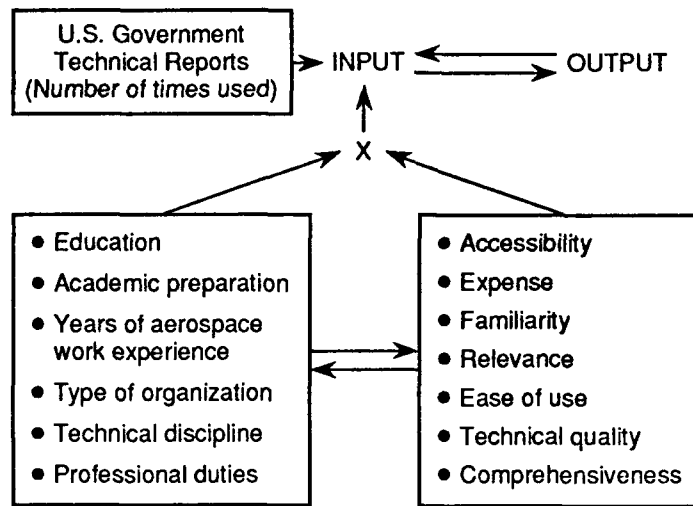 U.S. Government
Technical Reports
(Number of times used)
INPUT
OUTPUT
X
● Education
● Academic preparation
● Years of aerospace
work experience
● Type of organization
● Technical discipline
● Professional duties
● Accessibility
● Expense
● Familiarity
● Relevance
● Ease of use
● Technical quality
● Comprehensiveness